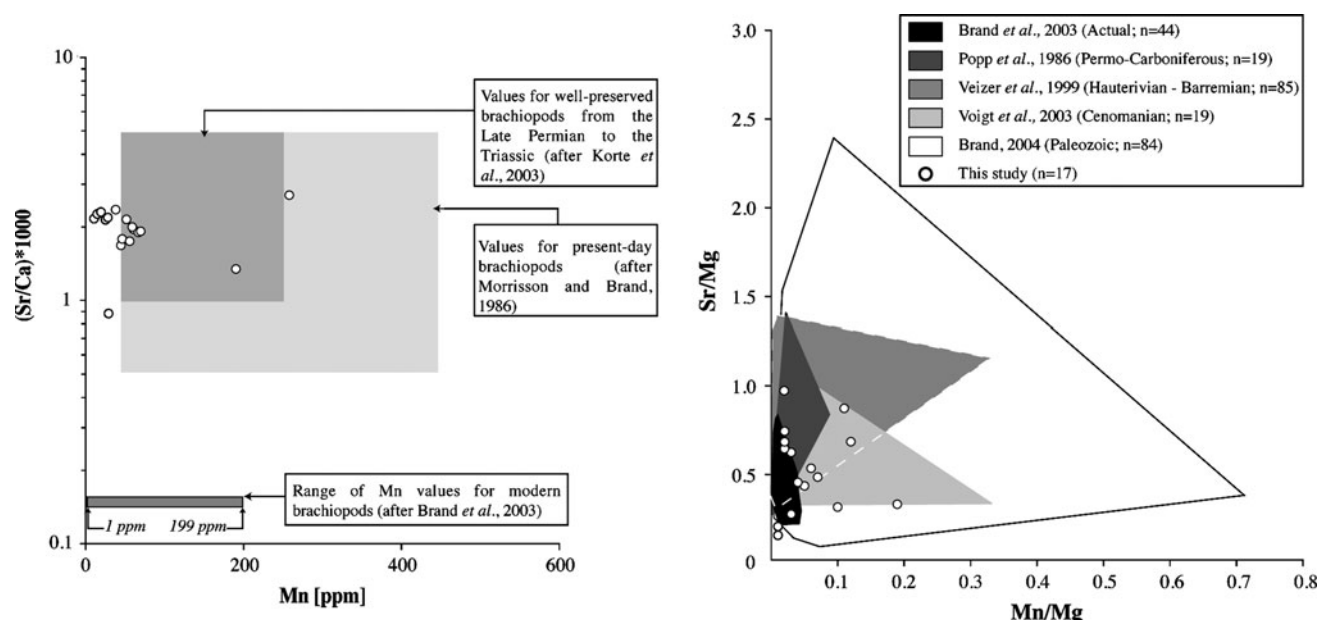 10
1
0.1
(Sr/Ca)*1000
0
200
400
600
Mn [ppm]
Values for well-preserved
brachiopods from the
Late Permian to the
Triassic (after Korte et
al., 2003)
Values for present-day
brachiopods (after
Morrisson and Brand,
1986)
Range of Mn values for modern
brachiopods (after Brand et al., 2003)
1 ppm 199 ppm
3.0
2.5
2.0
1.5
1.0
0.5
0
Sr/Mg
0.1 0.2 0.3 0.4 0.5 0.6 0.7 0.8
Mn/Mg
Brand et al., 2003 (Actual; n=44)
Popp et al., 1986 (Permo-Carboniferous; n=19)
Veizer et al., 1999 (Hauterivian - Barremian; n=85)
Voigt et al., 2003 (Cenomanian; n=19)
Brand, 2004 (Paleozoic; n=84)
This study (n=17)